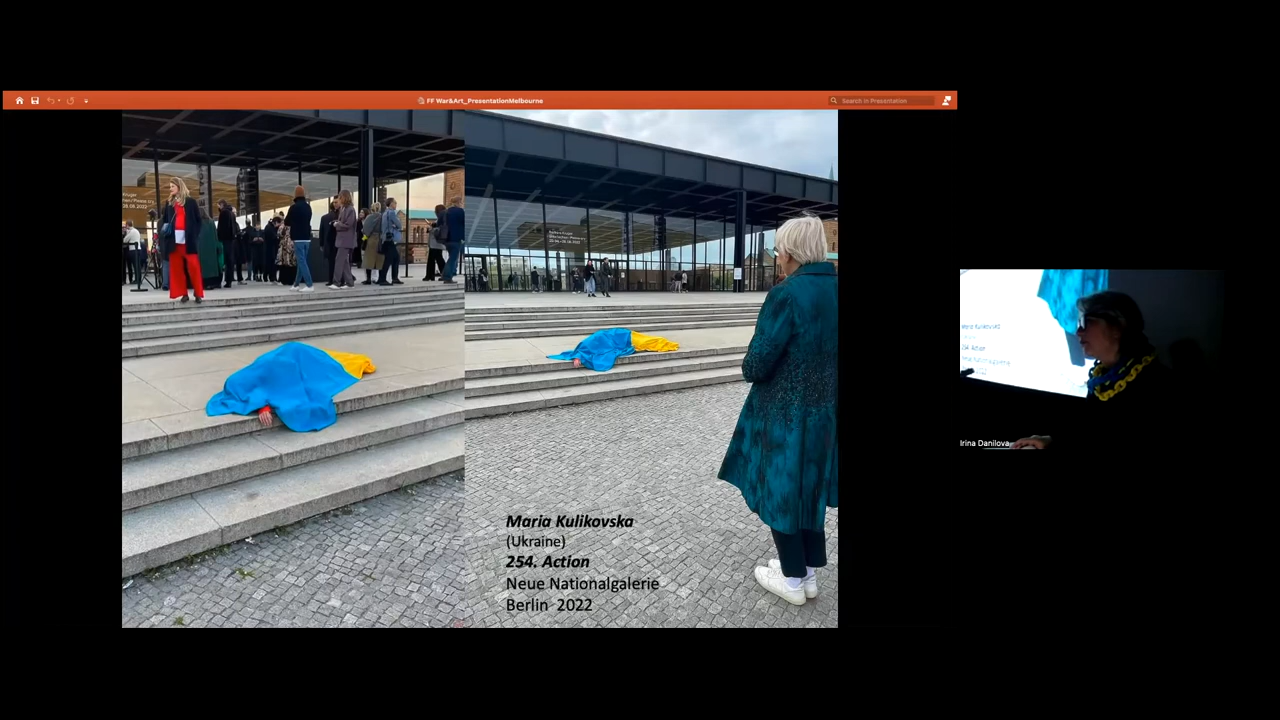 FF War&Art_PresentationMelbourne
Search in Presentation
Maria Kulikovska
(Ukraine)
254. Action
Neue Nationalgalerie
Berlin 2022
Irina Danilova